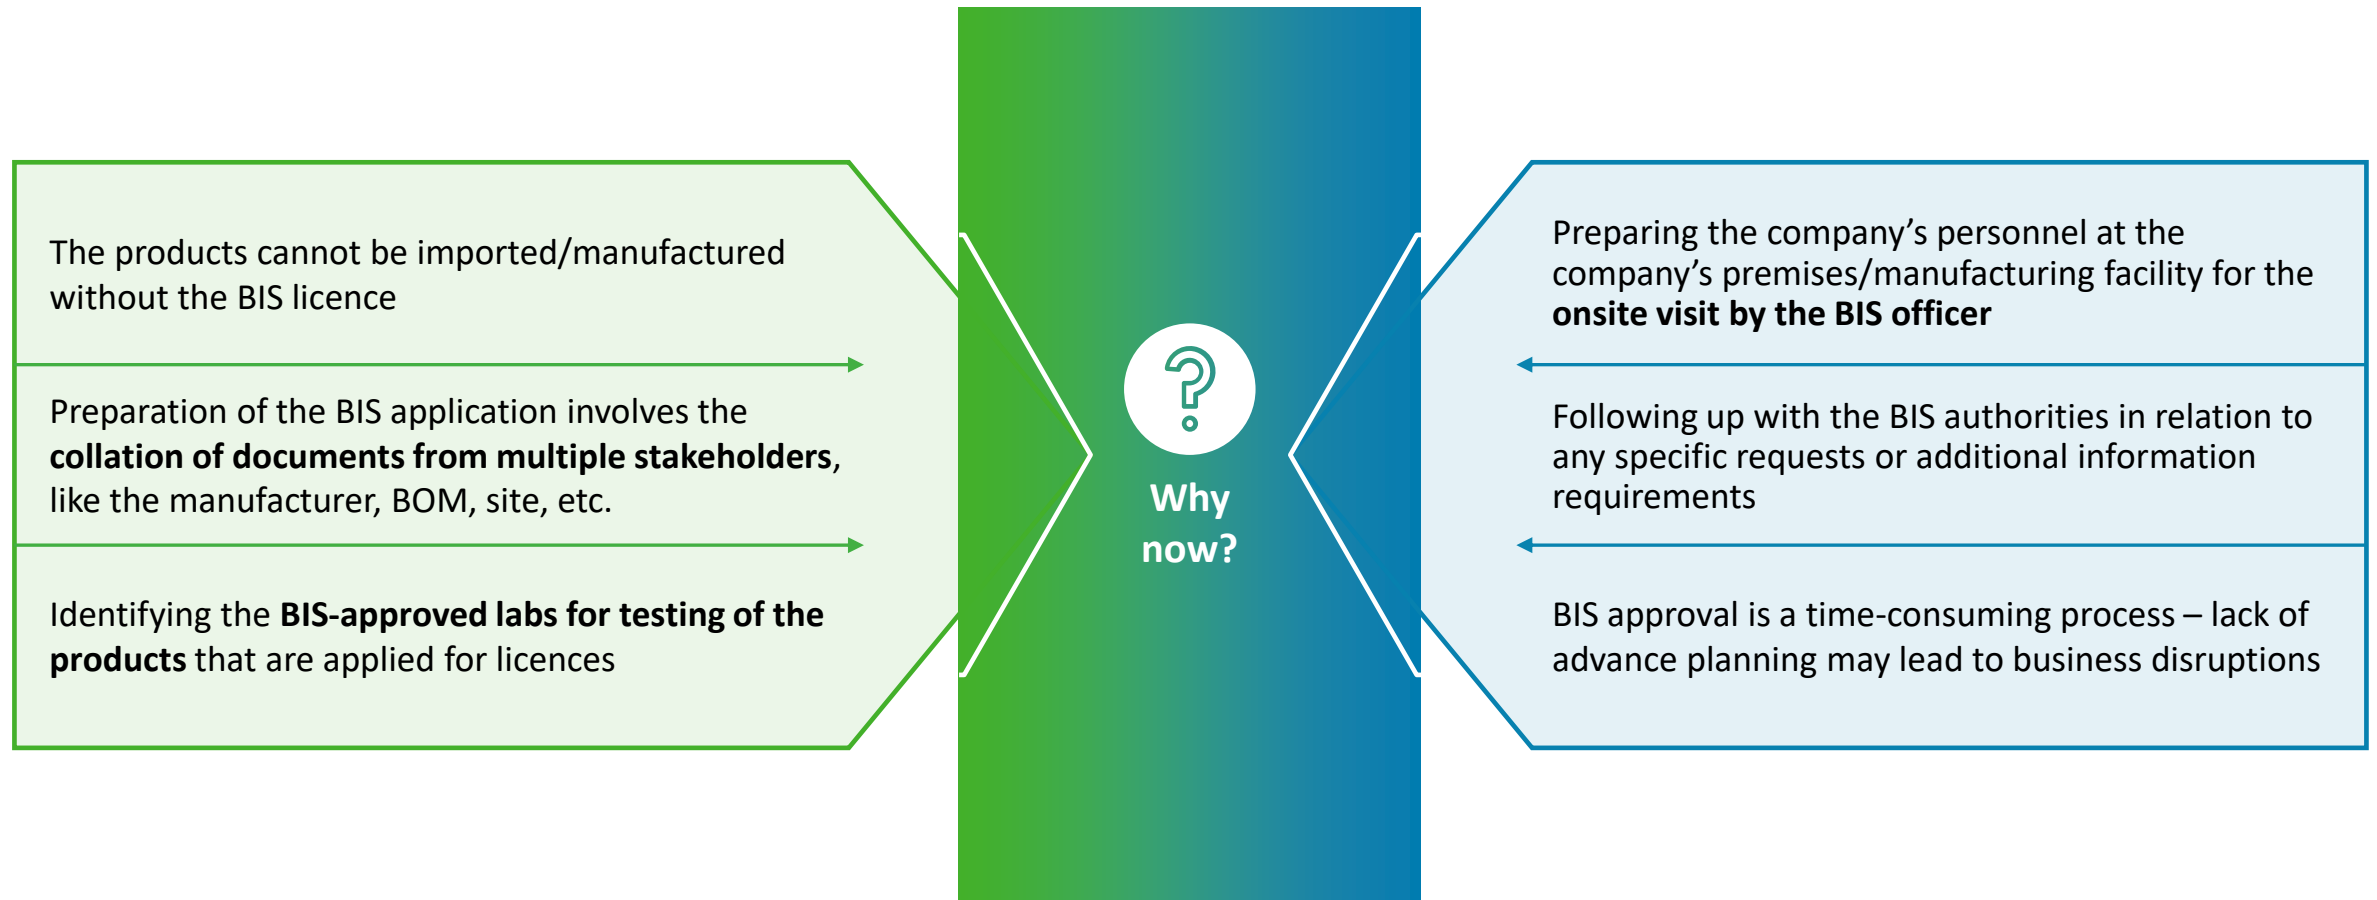 The products cannot be imported/manufactured
without the BIS licence
Preparation of the BIS application involves the
collation of documents from multiple stakeholders,
like the manufacturer, BOM, site, etc.
Identifying the BIS-approved labs for testing of the
products that are applied for licences
Why
now?
Preparing the company’s personnel at the
company’s premises/manufacturing facility for the
onsite visit by the BIS officer
Following up with the BIS authorities in relation to
any specific requests or additional information
requirements
BIS approval is a time-consuming process – lack of
advance planning may lead to business disruptions